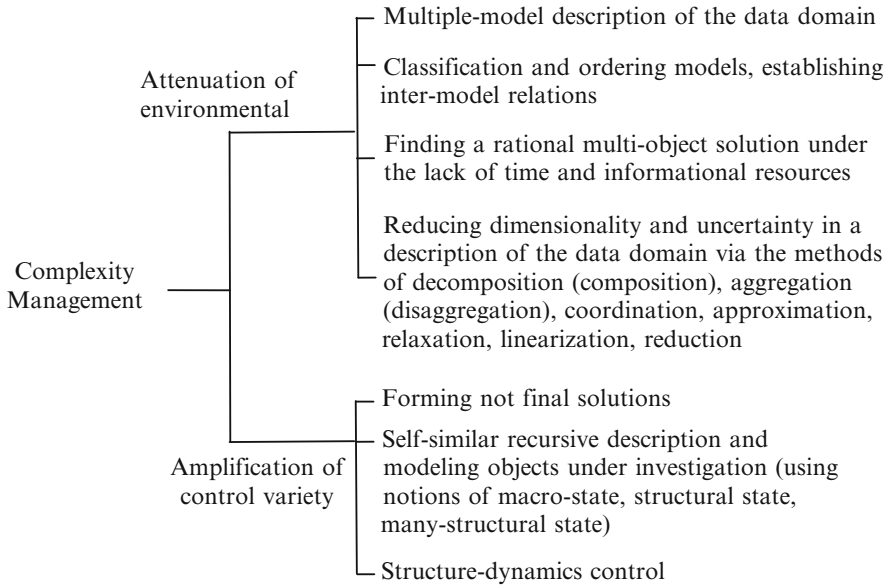 Complexity
Management
Attenuation of
environmental
Multiple-model description of the data domain
Classification and ordering models, establishing
inter-model relations
Finding a rational multi-object solution under
the lack of time and informational resources
Reducing dimensionality and uncertainty in a
description of the data domain via the methods
of decomposition (composition), aggregation
(disaggregation), coordination, approximation,
relaxation, linearization, reduction
Amplification of
control variety
Forming not final solutions
Self-similar recursive description and
modeling objects under investigation (using
notions of macro-state, structural state,
many-structural state)
Structure-dynamics control